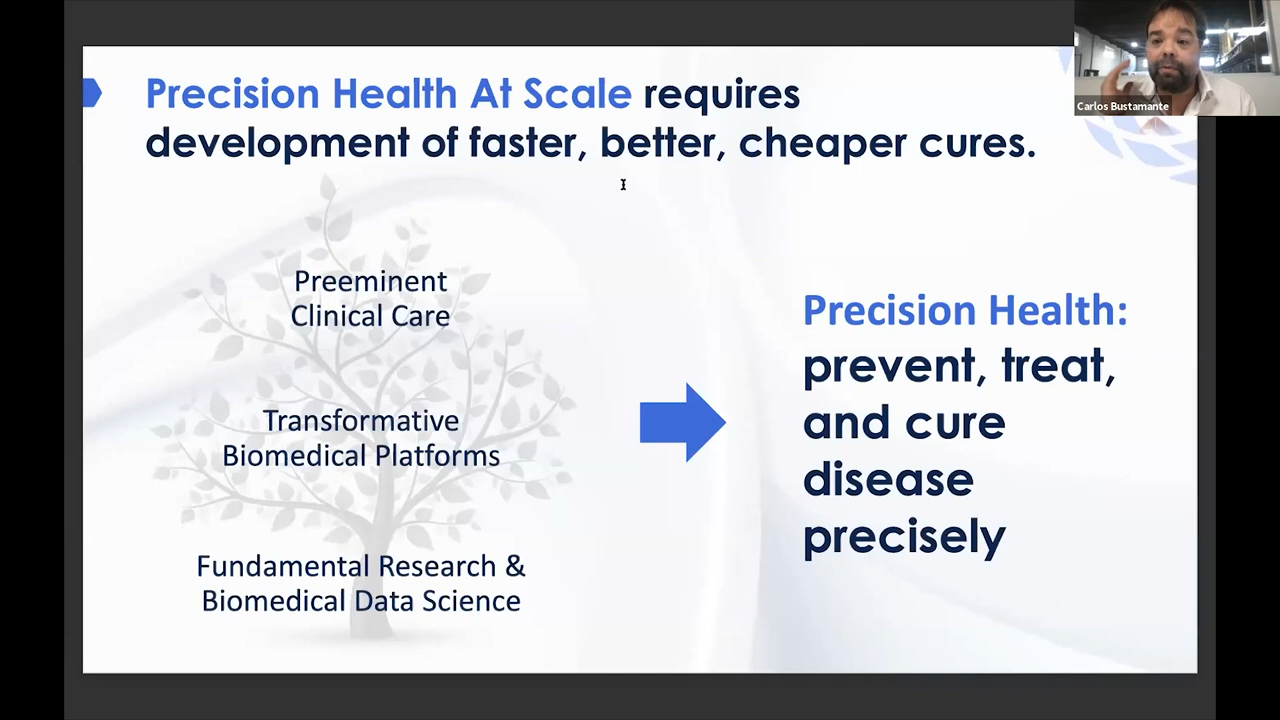 Precision Health At Scale requires
development of faster, better, cheaper cures.
Carlos Bustamante
Preeminent
Clinical Care
Transformative
Biomedical Platforms
Fundamental Research &
Biomedical Data Science
Precision Health:
prevent, treat,
and cure
disease
precisely